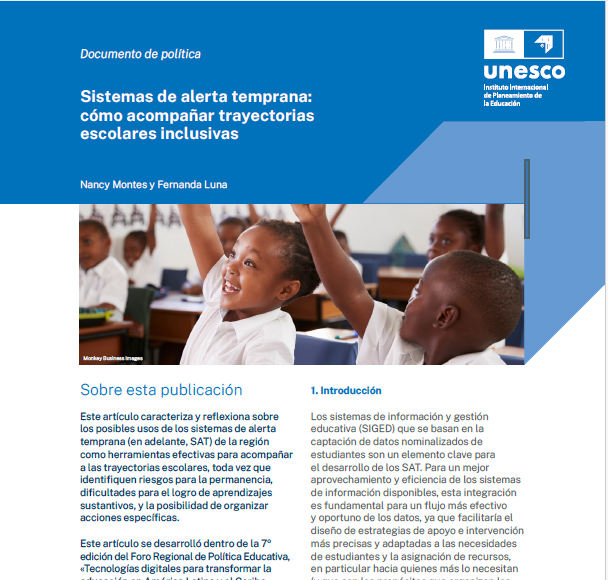 Documento de política
unesco
Instituto Internacional
de Planeamiento de
la Educación
Sistemas de alerta temprana:
cómo acompañar trayectorias
escolares inclusivas
Nancy Montes y Fernanda Luna
Monkey Business Images
Sobre esta publicación
Este artículo caracteriza y reflexiona sobre
los posibles usos de los sistemas de alerta
temprana (en adelante, SAT) de la región
como herramientas efectivas para acompañar
a las trayectorias escolares, toda vez que
identifiquen riesgos para la permanencia,
dificultades para el logro de aprendizajes
sustantivos, y la posibilidad de organizar
acciones específicas.
Este artículo se desarrolló dentro de la 7º
edición del Foro Regional de Política Educativa,
«Tecnologías digitales para transformar la
educación en América Latina y el Caribe
1. Introducción
Los sistemas de información y gestión
educativa (SIGED) que se basan en la
captación de datos nominalizados de
estudiantes son un elemento clave para
el desarrollo de los SAT. Para un mejor
aprovechamiento y eficiencia de los sistemas
de información disponibles, esta integración
es fundamental para un flujo más efectivo
y oportuno de los datos, ya que facilitaría el
diseño de estrategias de apoyo e intervención
más precisas y adaptadas a las necesidades
de estudiantes y la asignación de recursos,
en particular hacia quienes más lo necesitan